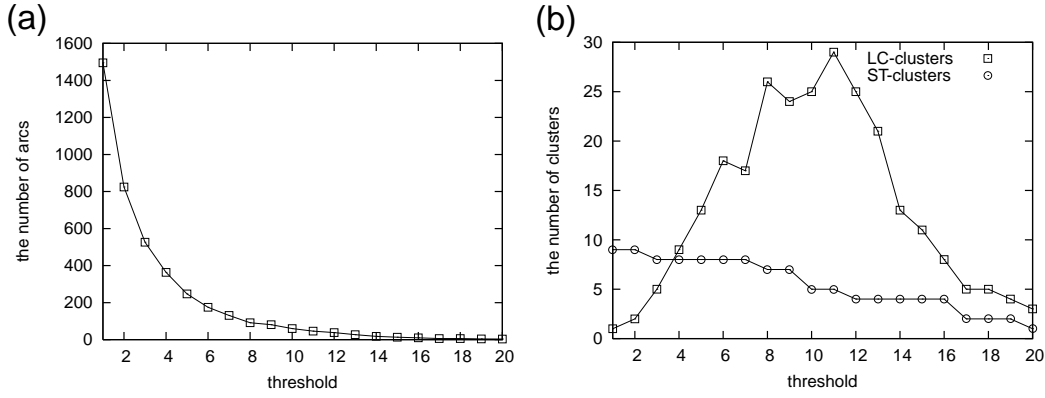 (a)
1600
1400
1200
1000
800
600
400
200
0
2 4 6 8 10 12 14 16 18 20
threshold
the number of arcs
(b)
30
25
20
15
10
5
0
2 4 6 8 10 12 14 16 18 20
threshold
the number of clusters
LC-clusters
ST-clusters